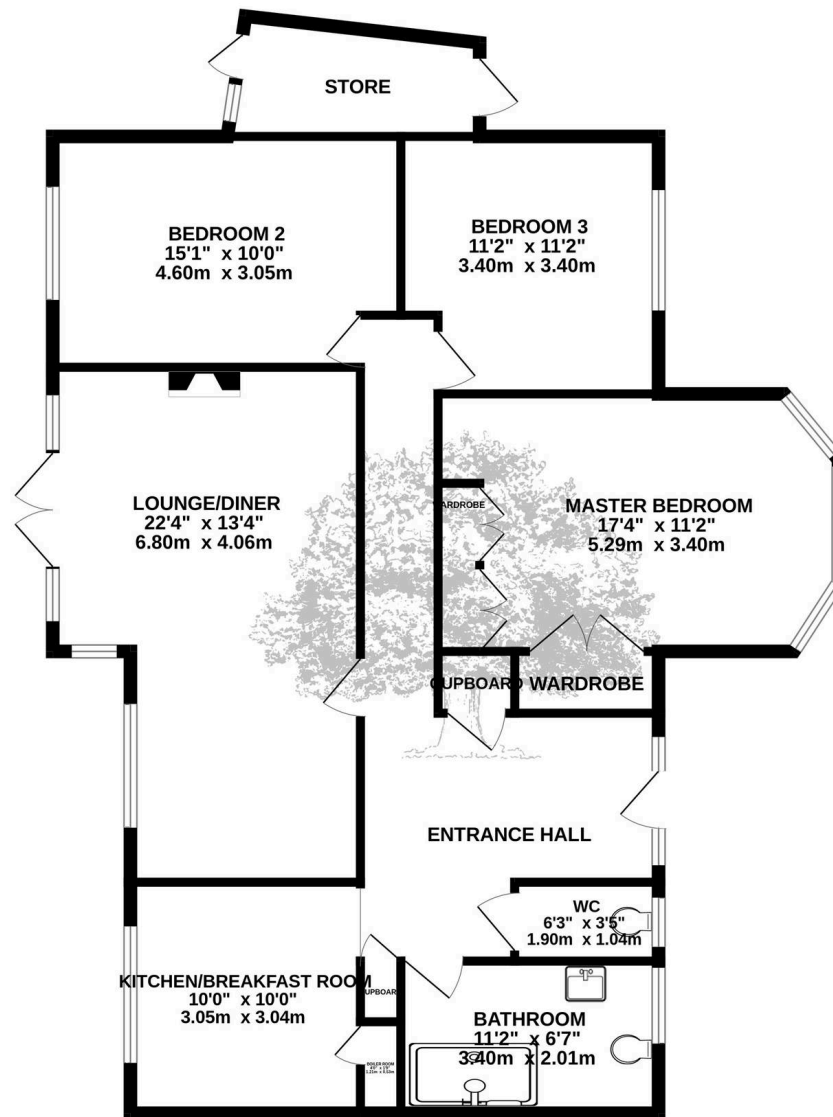 STORE
BEDROOM 2
15'1" x 10'0"
4.60m x 3.05m
BEDROOM 3
11'2" x 11'2"
3.40m x 3.40m
LOUNGE/DINER
22'4" x 13'4"
6.80m x 4.06m
MASTER BEDROOM
17'4" x 11'2"
5.29m x 3.40m
ARDROBE
CUPBOARD
WARDROBE
ENTRANCE HALL
WC
6'3" x 3'5"
1.90m x 1.04m
KITCHEN/BREAKFAST ROOM
10'0" x 10'0"
3.05m x 3.04m
UPBOAR
BATHROOM
11'2" x 6'7"
3.40m x 2.01m
BOILER ROOM